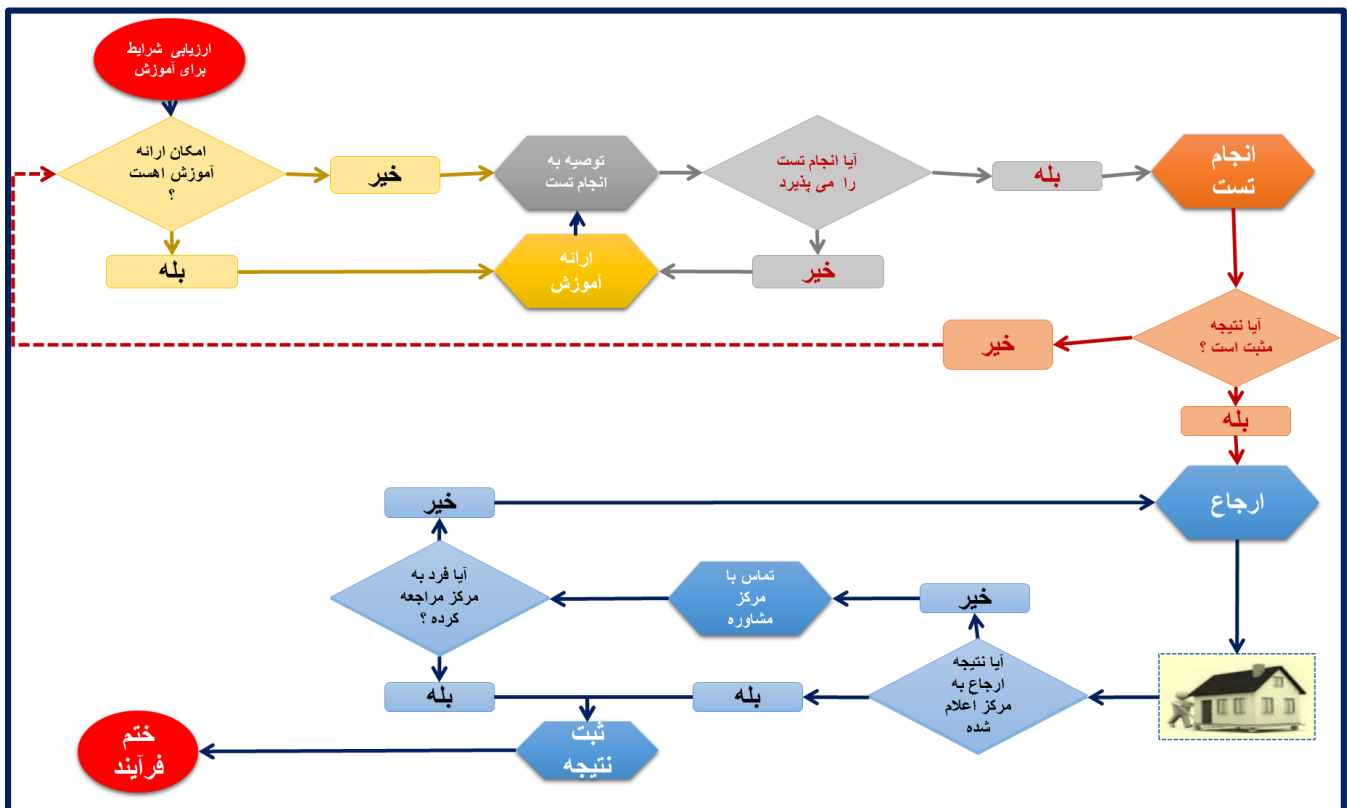 ارزیابی شرایط
برای آموزش
امکان ارائه
آموزش اهست
؟
خیر
توصیه به
انجام تست
آیا انجام تست
را می پذیرد
بله
انجام
تست
بله
ارائه
آموزش
خیر
آیا نتیجه
مثبت است ؟
خیر
بله
ارجاع
خیر
آیا فرد به
مرکز مراجعه
کرده ؟
تماس با
مرکز
مشاوره
خیر
آیا نتیجه
ارجاع به
مرکز اعلام
شده
بله
بله
ثبت
نتیجه
ختم
فرآیند